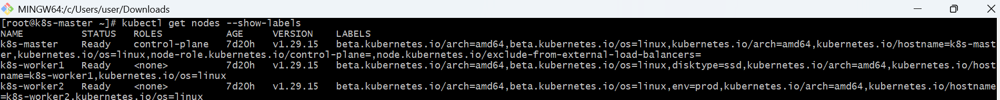 MINGW64:/c/Users/user/Downloads
[root@k8s-master ~]# kubectl get nodes --show-labels
NAME STATUS ROLES AGE VERSION LABELS
k8s-master Ready control-plane 7d20h v1.29.15 beta.kubernetes.io/arch=amd64,beta.kubernetes.io/os=linux,kubernetes.io/arch=amd64,kubernetes.io/hostname=k8s-mast
er,kubernetes.io/os=linux,node-role.kubernetes.io/control-plane=,node.kubernetes.io/exclude-from-external-load-balancers=
k8s-worker1 Ready <none> 7d20h v1.29.15 beta.kubernetes.io/arch=amd64,beta.kubernetes.io/os=linux,disktype=ssd,kubernetes.io/arch=amd64,kubernetes.io/host
name=k8s-worker1,kubernetes.io/os=linux
k8s-worker2 Ready <none> 7d20h v1.29.15 beta.kubernetes.io/arch=amd64,beta.kubernetes.io/os=linux,env=prod,kubernetes.io/arch=amd64,kubernetes.io/hostname
=k8s-worker2,kubernetes.io/os=linux